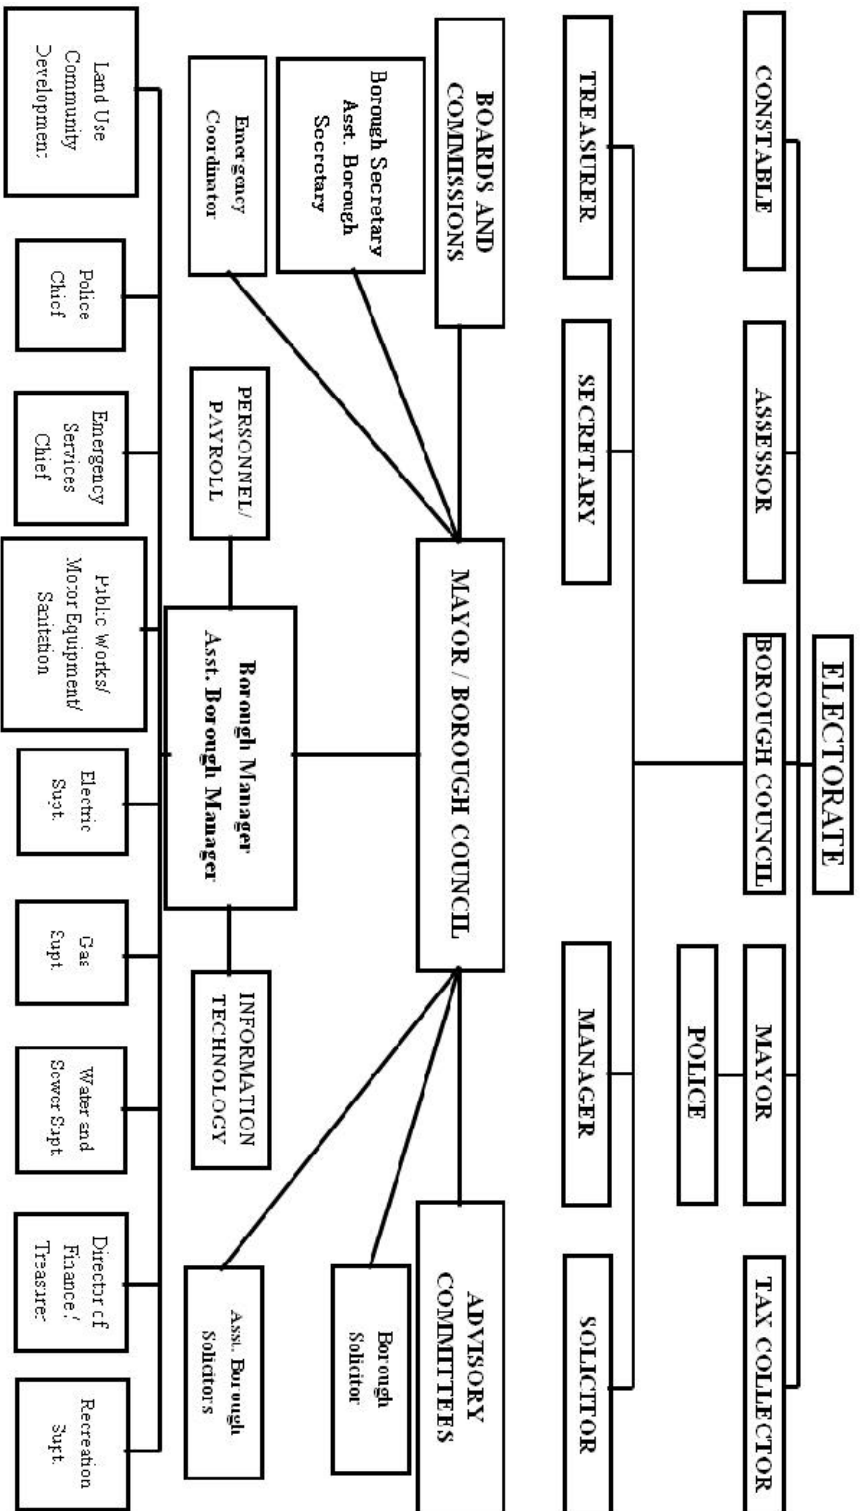 ELECTORATE
CONSTABLE
ASSESSOR
BOROUGH COUNCIL
MAYOR
TAX COLLECTOR
POLICE
TREASURER
SECRETARY
MANAGER
SOLICITOR
BOARDS AND
COMMISSIONS
MAYOR / BOROUGH COUNCIL
ADVISORY
COMMITTEES
Borough Secretary
Asst. Borough
Secretary
Borough
Solicitor
Emergency
Coordinator
PERSONNEL/
PAYROLL
Borough Manager
Asst. Borough Manager
INFORMATION
TECHNOLOGY
Asst. Borough
Solicitors
Land Use
Community
Development
Police
Chief
Emergency
Services
Chief
Public Works/
Motor Equipment/
Sanitation
Electric
Supt.
Gas
Supt.
Water and
Sewer Supt.
Director of
Finance /
Treasurer
Recreation
Supt.